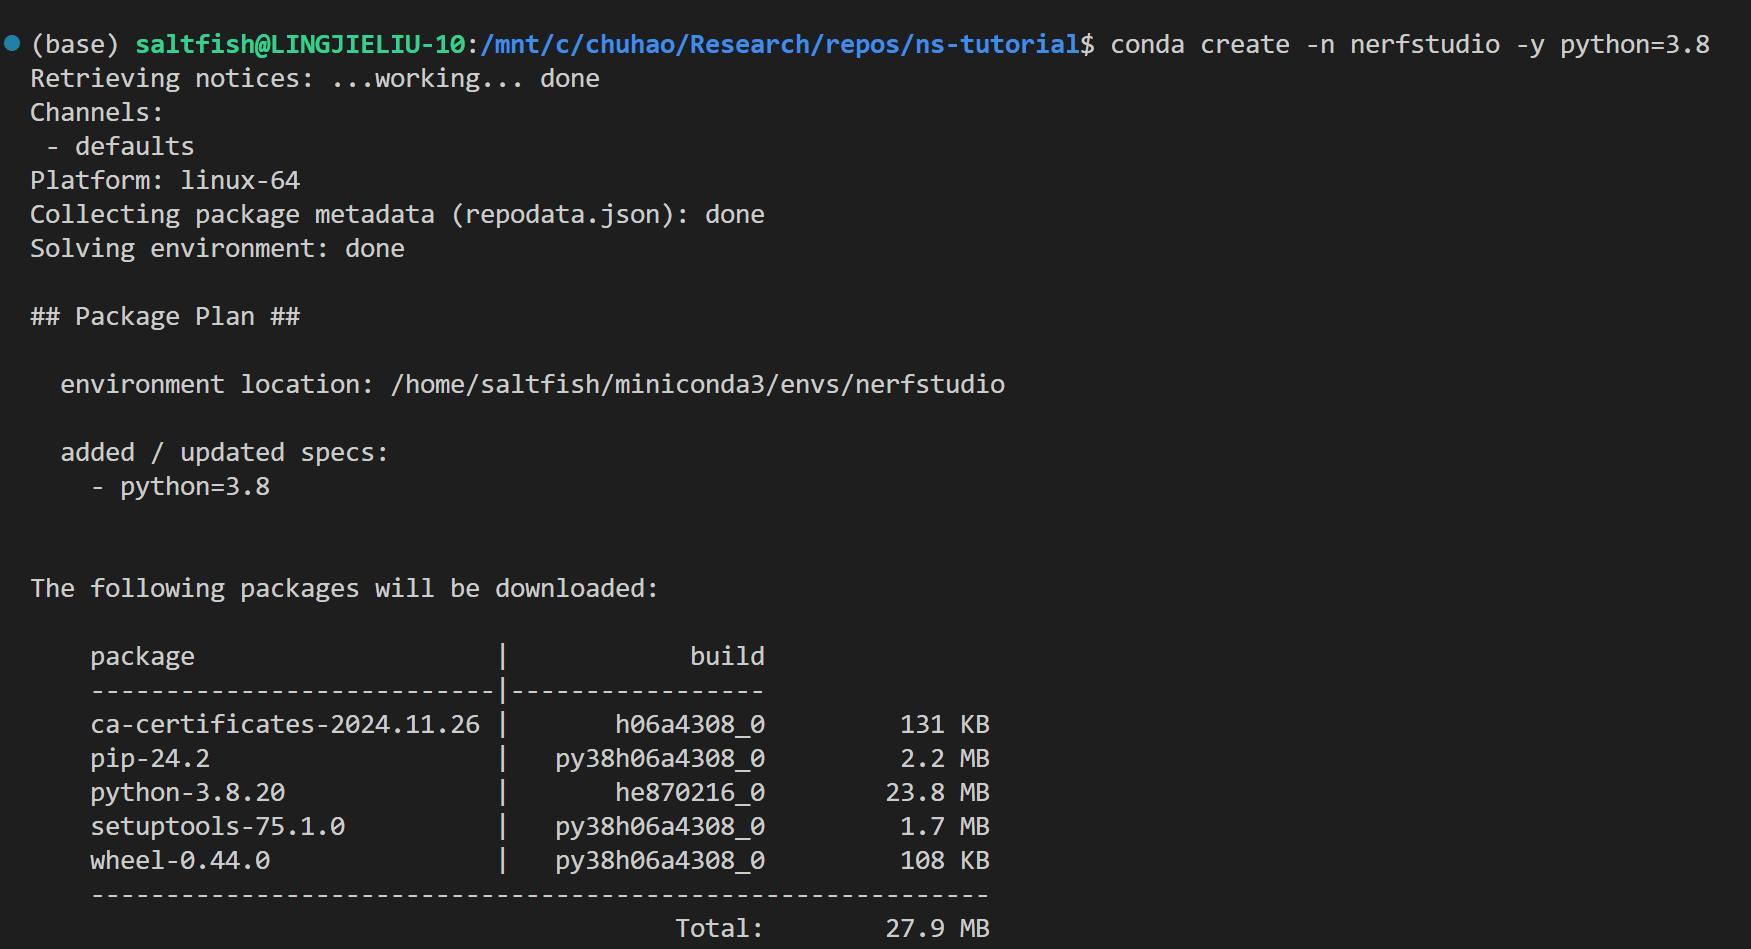 (base) saltfish@LINGJIELIU-10:/mnt/c/chuhao/Research/repos/ns-tutorial$ conda create -n nerfstudio -y python=3.8
Retrieving notices: ...working... done
Channels:
 - defaults
Platform: linux-64
Collecting package metadata (repodata.json): done
Solving environment: done

## Package Plan ##

  environment location: /home/saltfish/miniconda3/envs/nerfstudio

  added / updated specs:
    - python=3.8


The following packages will be downloaded:

    package                    |            build
    ---------------------------|-----------------
    ca-certificates-2024.11.26 |       h06a4308_0         131 KB
    pip-24.2                   |   py38h06a4308_0         2.2 MB
    python-3.8.20              |       he870216_0        23.8 MB
    setuptools-75.1.0          |   py38h06a4308_0         1.7 MB
    wheel-0.44.0               |   py38h06a4308_0         108 KB
    ------------------------------------------------------------
                                           Total:        27.9 MB